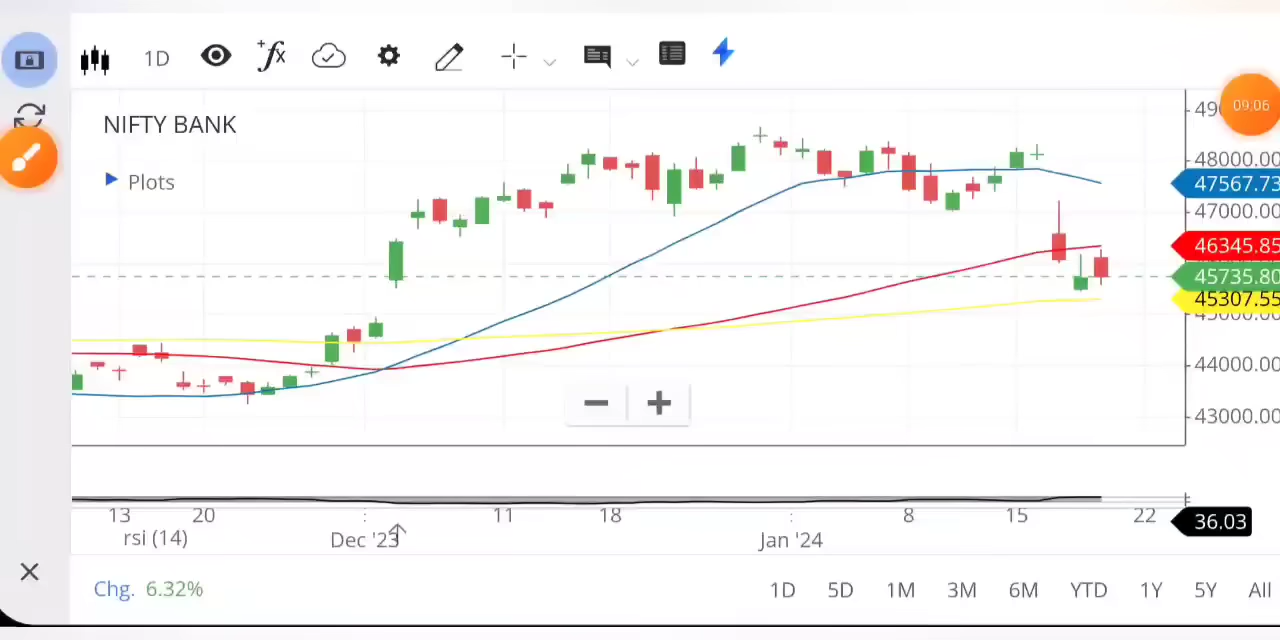 1D
09:06
NIFTY BANK
Plots
48000.00
47567.73
47000.00
46345.85
45735.80
45307.55
44000.00
43000.00
13 20 11 18 8 15 22
rsi (14) Dec '23 Jan '24
36.03
Chg. 6.32% 1D 5D 1M 3M 6M YTD 1Y 5Y All